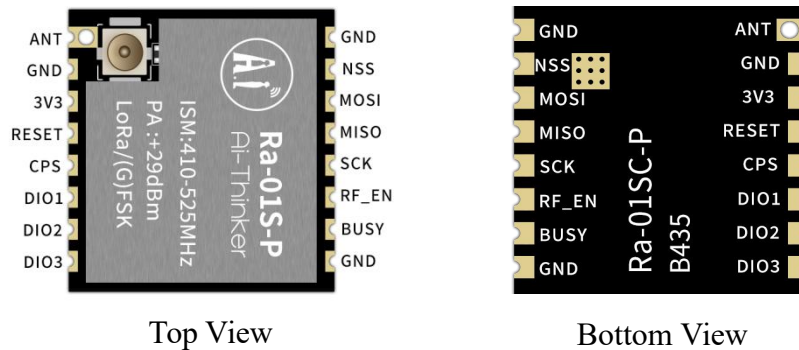 ANT
GND
3V3
RESET
CPS
DIO1
DIO2
DIO3
Ai
Ra-01S-P
Ai-Thinker
ISM:410-525MHz
PA :+29dBm
LoRa/(G)FSK
GND
NSS
MOSI
MISO
SCK
RF_EN
BUSY
GND
Top View
GND
NSS
MOSI
MISO
SCK
RF_EN
BUSY
GND
Ra-01SC-P
B435
ANT
GND
3V3
RESET
CPS
DIO1
DIO2
DIO3
Bottom View